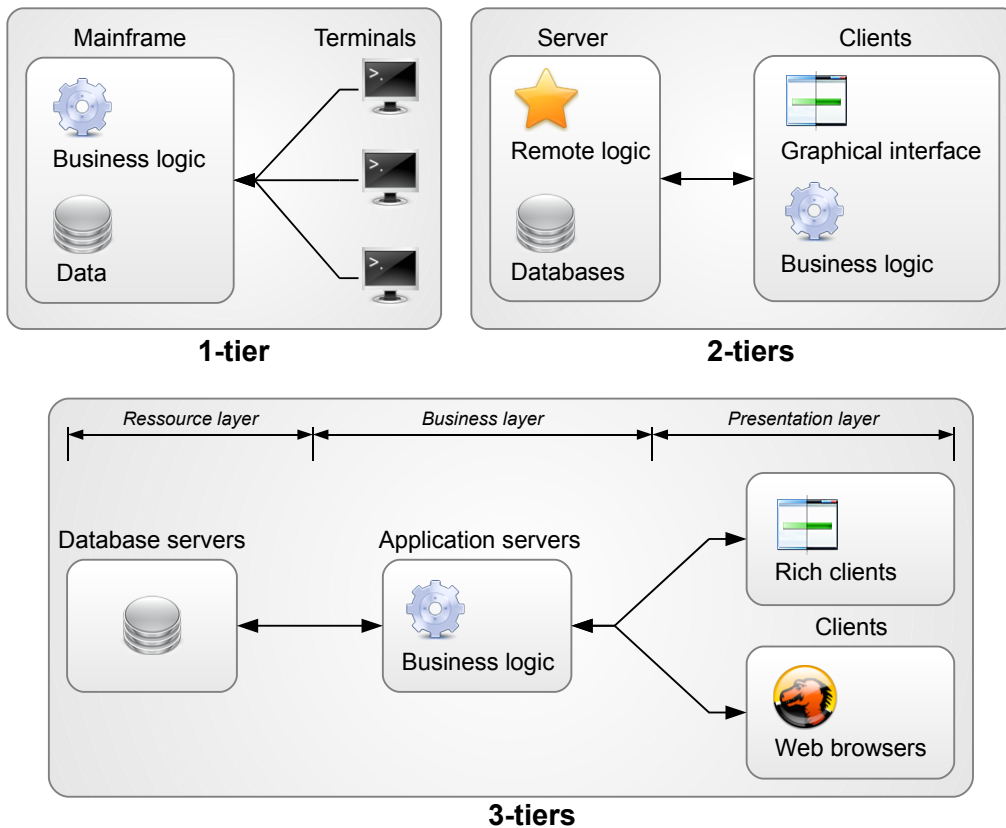 Mainframe
Terminals
Business logic
Data
>.
>.
>.
1-tier
Server
Clients
Remote logic
Graphical interface
Databases
Business logic
2-tiers
Ressource layer
Business layer
Presentation layer
Database servers
Application servers
Business logic
Rich clients
Clients
Web browsers
3-tiers